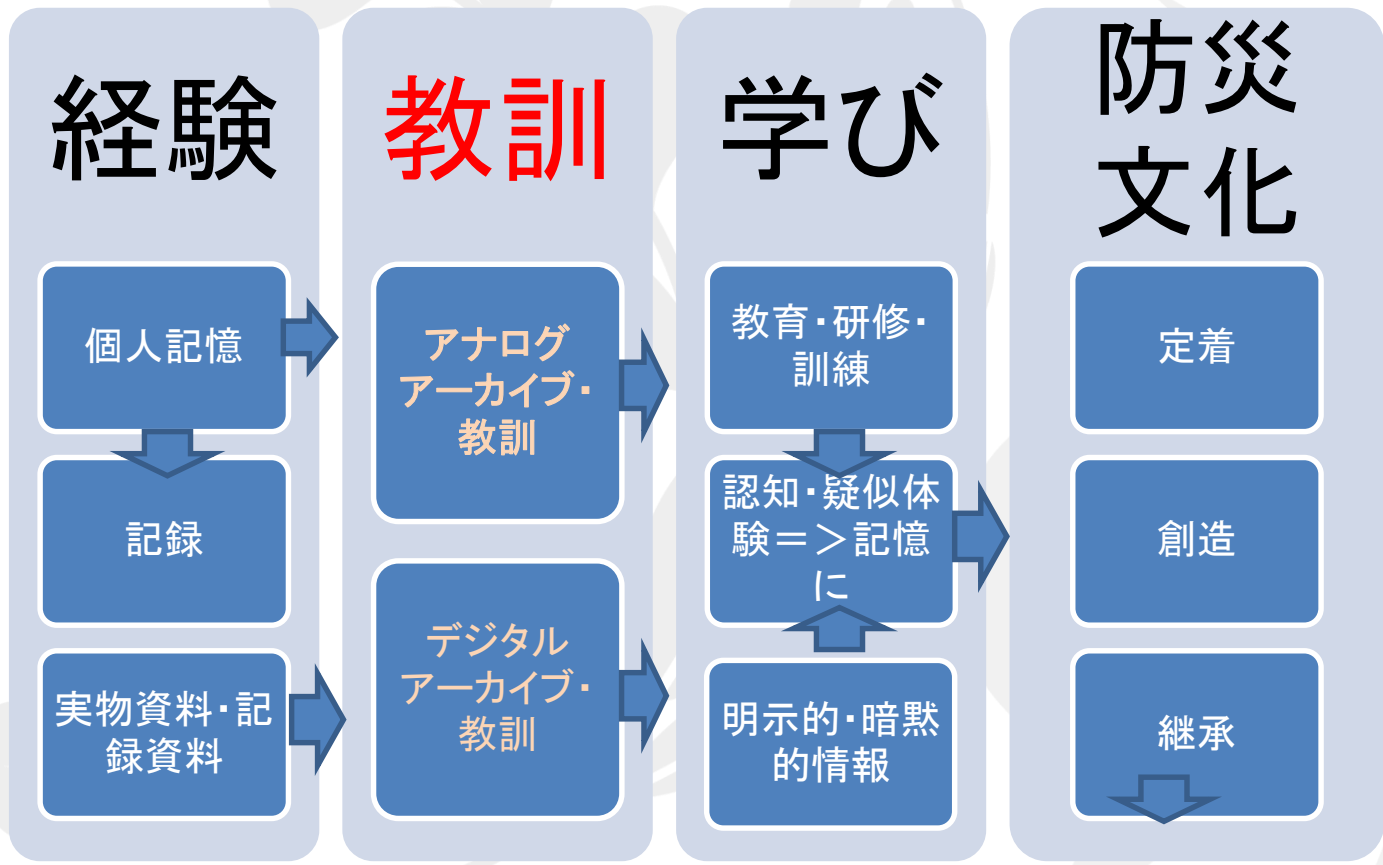 経験
個人記憶
記録
実物資料・記
録資料
教訓
アナログ
アーカイブ・
教訓
デジタル
アーカイブ・
教訓
学び
教育・研修・
訓練
認知・疑似体
験＝＞記憶
に
明示的・暗黙
的情報
防災
文化
定着
創造
継承